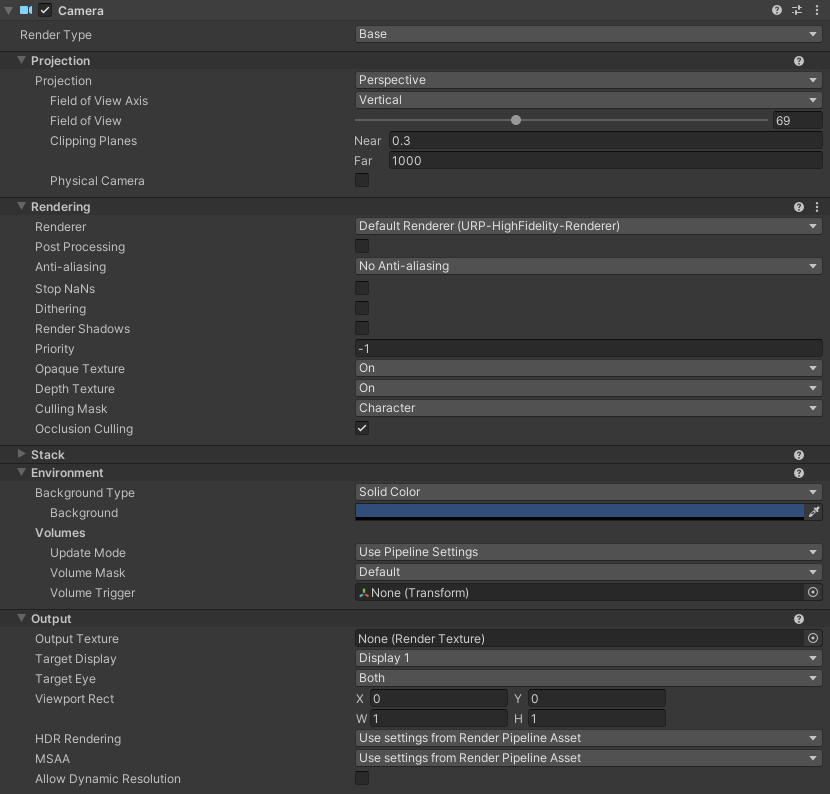 Camera
Render Type Base
Projection
Projection Perspective
Field of View Axis Vertical
Field of View 69
Clipping Planes Near 0.3
Far 1000
Physical Camera
Rendering
Renderer Default Renderer (URP-HighFidelity-Renderer)
Post Processing
Anti-aliasing No Anti-aliasing
Stop NaNs
Dithering
Render Shadows
Priority -1
Opaque Texture On
Depth Texture On
Culling Mask Character
Occlusion Culling
Stack
Environment
Background Type Solid Color
Background
Volumes
Update Mode Use Pipeline Settings
Volume Mask Default
Volume Trigger None (Transform)
Output
Output Texture None (Render Texture)
Target Display Display 1
Target Eye Both
Viewport Rect X 0 Y 0
W 1 H 1
HDR Rendering Use settings from Render Pipeline Asset
MSAA Use settings from Render Pipeline Asset
Allow Dynamic Resolution